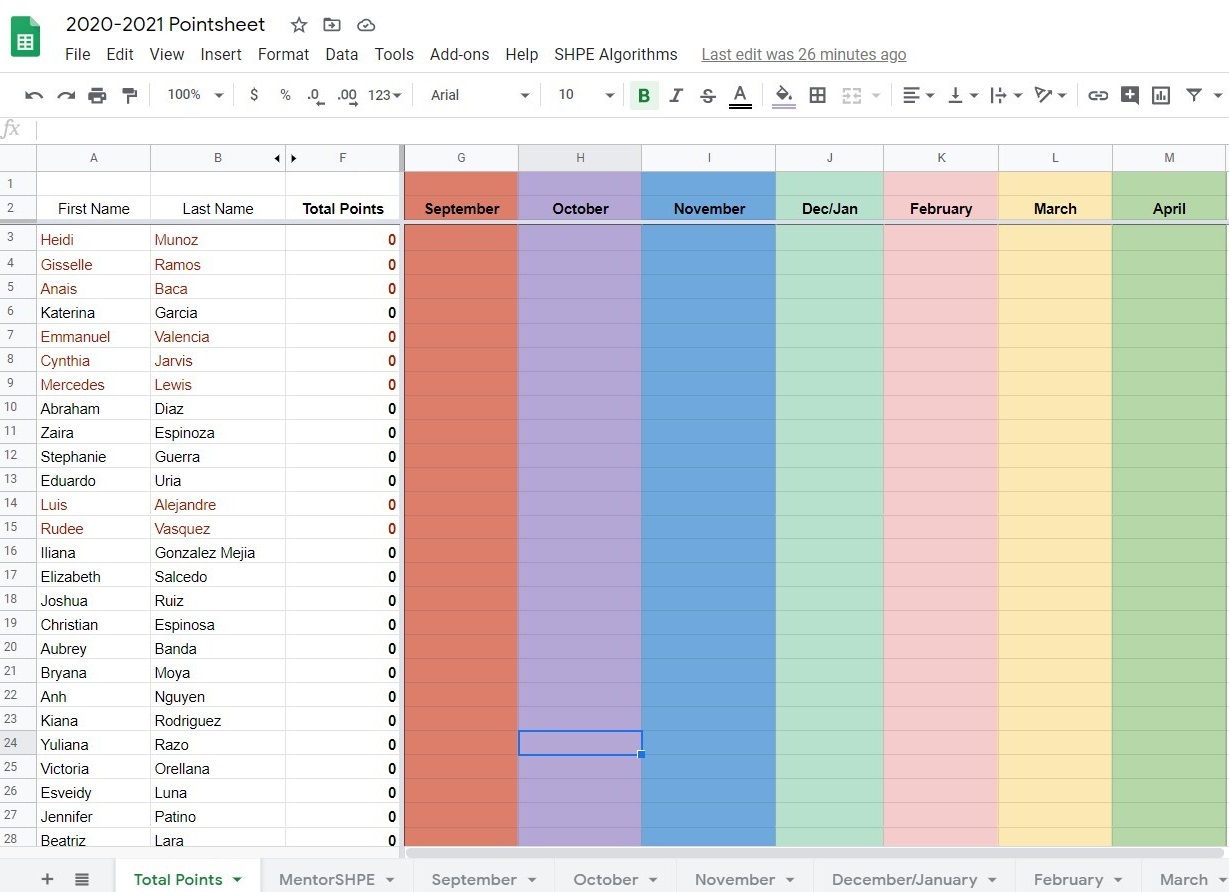 2020-2021 Pointsheet
File Edit View Insert Format Data Tools Add-ons Help SHPE Algorithms Last edit was 26 minutes ago
100% $ % .0 .00 123 Arial 10 B I S A
fx
A B F G H I J K L M
1
2 First Name Last Name Total Points September October November Dec/Jan February March April
3 Heidi Munoz 0
4 Gisselle Ramos 0
5 Anais Baca 0
6 Katerina Garcia 0
7 Emmanuel Valencia 0
8 Cynthia Jarvis 0
9 Mercedes Lewis 0
10 Abraham Diaz 0
11 Zaira Espinoza 0
12 Stephanie Guerra 0
13 Eduardo Uria 0
14 Luis Alejandre 0
15 Rudee Vasquez 0
16 Iliana Gonzalez Mejia 0
17 Elizabeth Salcedo 0
18 Joshua Ruiz 0
19 Christian Espinosa 0
20 Aubrey Banda 0
21 Bryana Moya 0
22 Anh Nguyen 0
23 Kiana Rodriguez 0
24 Yuliana Razo 0
25 Victoria Orellana 0
26 Esveidy Luna 0
27 Jennifer Patino 0
28 Beatriz Lara 0
+ Total Points MentorSHPE September October November December/January February March